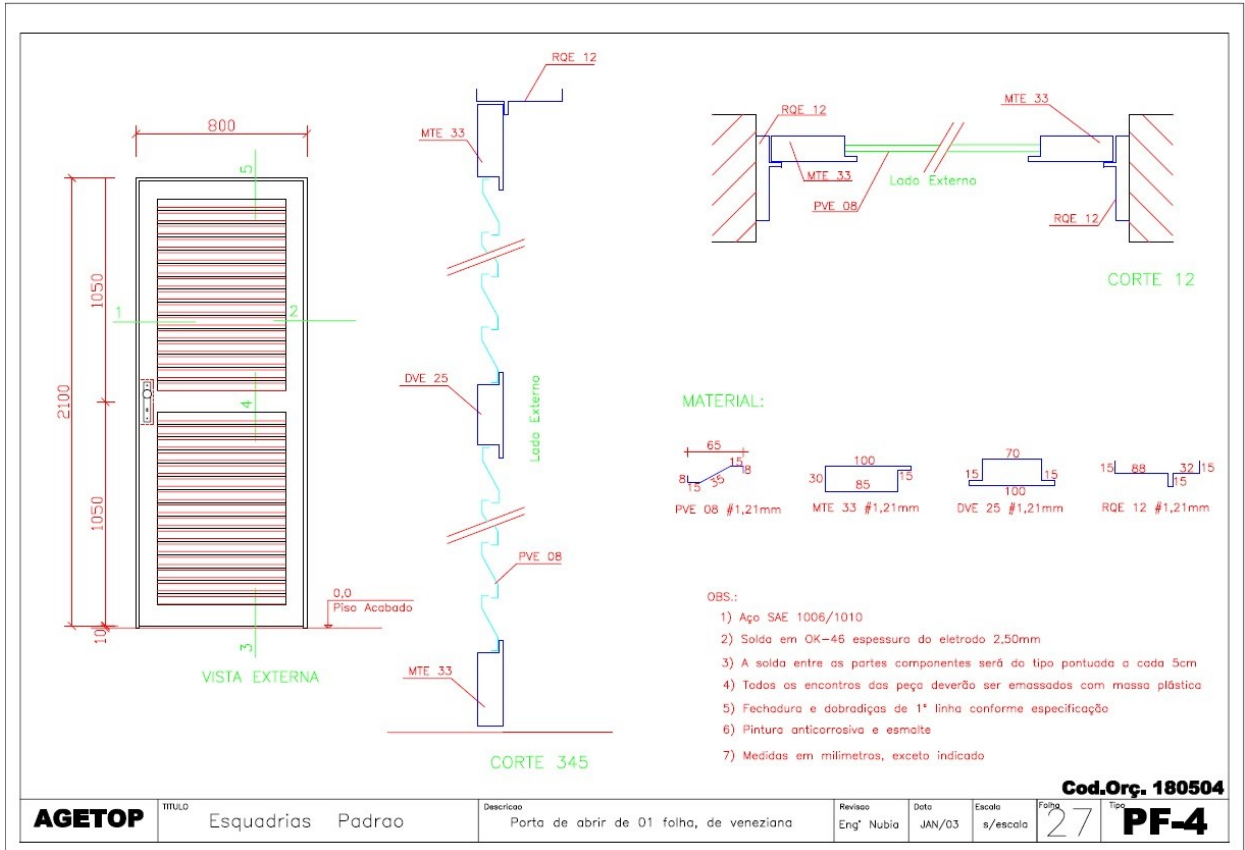 800
5
1050
1
2
2100
4
1050
0,0
Piso Acabado
10
3
VISTA EXTERNA
RQE 12
MTE 33
DVE 25
Lado Externo
PVE 08
MTE 33
CORTE 345
RQE 12
MTE 33
MTE 33
Lado Externo
PVE 08
RQE 12
CORTE 12
MATERIAL:
65
8
15
35
15
8
PVE 08 #1,21mm
100
30
85
15
MTE 33 #1,21mm
70
15
15
100
DVE 25 #1,21mm
15
88
32
15
15
RQE 12 #1,21mm
OBS.:
1) Aço SAE 1006/1010
2) Solda em OK-46 espessura do eletrodo 2,50mm
3) A solda entre as partes componentes será do tipo pontuada a cada 5cm
4) Todos os encontros das peça deverão ser emassados com massa plástica
5) Fechadura e dobradiças de 1ª linha conforme especificação
6) Pintura anticorrosiva e esmalte
7) Medidas em milimetros, exceto indicado
Cod.Orç. 180504
AGETOP
TITULO
Esquadrias Padrao
Descricao
Porta de abrir de 01 folha, de veneziana
Revisao
Engª Nubia
Data
JAN/03
Escala
s/escala
Folha
27
Tipo
PF-4